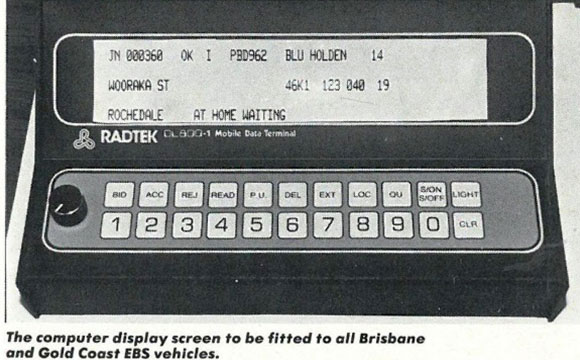 JN 000360 OK I PBD962 BLU HOLDEN 14
WOORAKA ST 46K1 123 040 19
ROCHEDALE AT HOME WAITING
RADTEK DL800-1 Mobile Data Terminal
BID ACC REJ READ P.U. DEL EXT LOC QU S/ON S/OFF LIGHT
1 2 3 4 5 6 7 8 9 0 CLR
The computer display screen to be fitted to all Brisbane
and Gold Coast EBS vehicles.